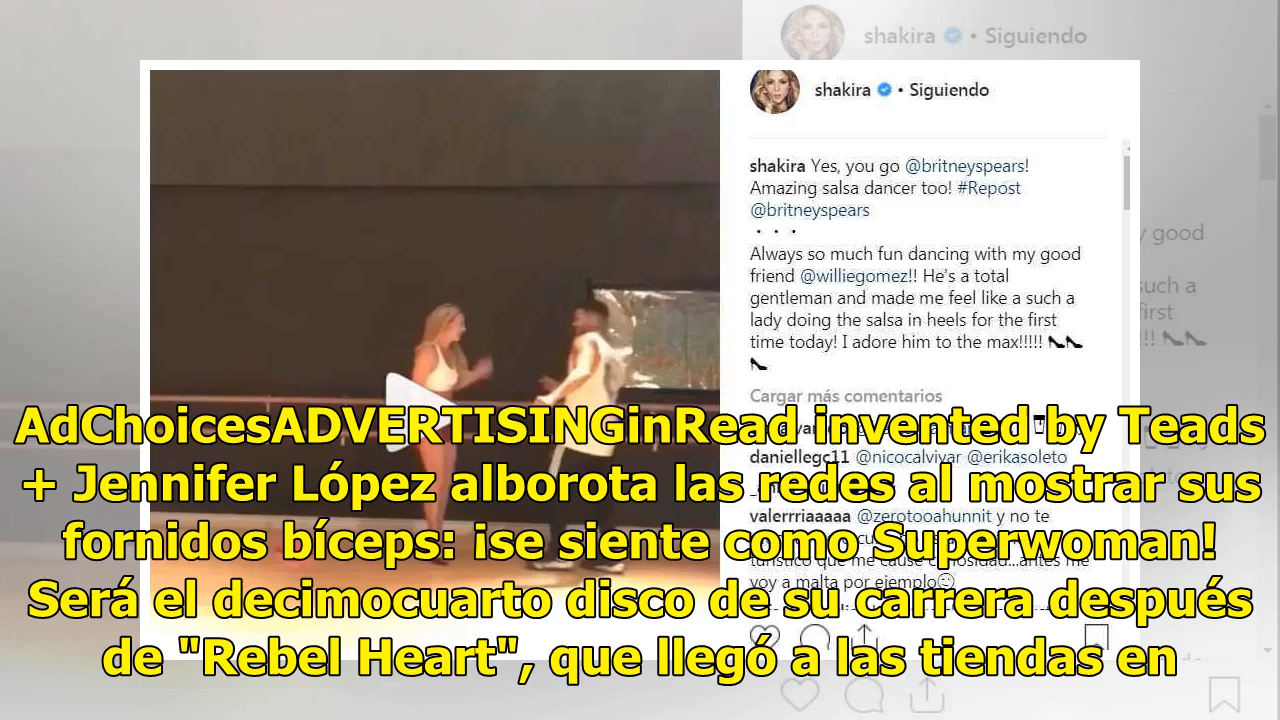 shakira • Siguiendo
shakira • Siguiendo
shakira Yes, you go @britneyspears!
Amazing salsa dancer too! #Repost
@britneyspears
• • •
Always so much fun dancing with my good
friend @williegomez!! He's a total
gentleman and made me feel like a such a
lady doing the salsa in heels for the first
time today! I adore him to the max!!!!! 👠👠
👠
y good
such a
first
!!! 👠👠
Cargar más comentarios
AdChoicesADVERTISINGinRead invented by Teads
daniellegc11 @nicocalvivar @erikasoleto
+ Jennifer López alborota las redes al mostrar sus
valerrriaaaaa @zerotooahunnit y no te
fornidos bíceps: ¡se siente como Superwoman!
voy a malta por ejemplo
Será el decimocuarto disco de su carrera después
de "Rebel Heart", que llegó a las tiendas en